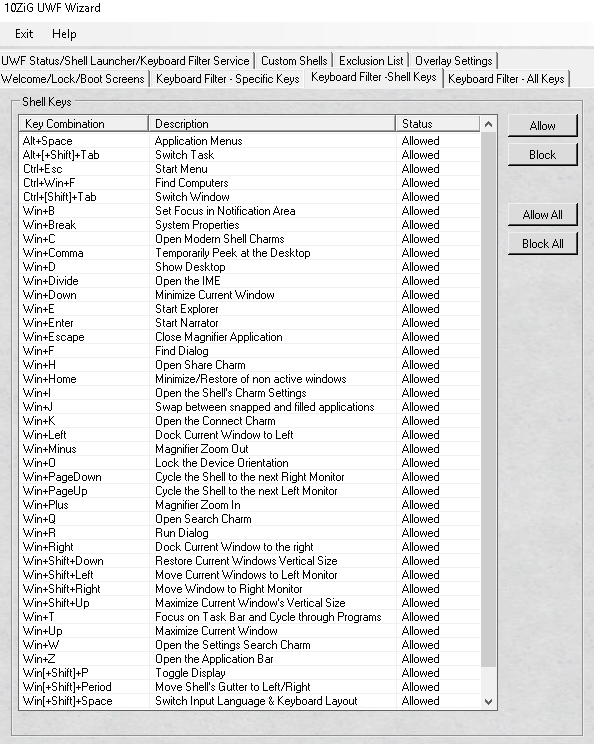 10ZiG UWF Wizard
Exit Help
UWF Status/Shell Launcher/Keyboard Filter Service Custom Shells Exclusion List Overlay Settings
Welcome/Lock/Boot Screens Keyboard Filter - Specific Keys Keyboard Filter -Shell Keys Keyboard Filter - All Keys
Shell Keys
Key Combination Description Status
Alt+Space Application Menus Allowed
Alt+[+Shift]+Tab Switch Task Allowed
Ctrl+Esc Start Menu Allowed
Ctrl+Win+F Find Computers Allowed
Ctrl+[Shift]+Tab Switch Window Allowed
Win+B Set Focus in Notification Area Allowed
Win+Break System Properties Allowed
Win+C Open Modern Shell Charms Allowed
Win+Comma Temporarily Peek at the Desktop Allowed
Win+D Show Desktop Allowed
Win+Divide Open the IME Allowed
Win+Down Minimize Current Window Allowed
Win+E Start Explorer Allowed
Win+Enter Start Narrator Allowed
Win+Escape Close Magnifier Application Allowed
Win+F Find Dialog Allowed
Win+H Open Share Charm Allowed
Win+Home Minimize/Restore of non active windows Allowed
Win+I Open the Shell's Charm Settings Allowed
Win+J Swap between snapped and filled applications Allowed
Win+K Open the Connect Charm Allowed
Win+Left Dock Current Window to Left Allowed
Win+Minus Magnifier Zoom Out Allowed
Win+O Lock the Device Orientation Allowed
Win+PageDown Cycle the Shell to the next Right Monitor Allowed
Win+PageUp Cycle the Shell to the next Left Monitor Allowed
Win+Plus Magnifier Zoom In Allowed
Win+Q Open Search Charm Allowed
Win+R Run Dialog Allowed
Win+Right Dock Current Window to the right Allowed
Win+Shift+Down Restore Current Windows Vertical Size Allowed
Win+Shift+Left Move Current Windows to Left Monitor Allowed
Win+Shift+Right Move Window to Right Monitor Allowed
Win+Shift+Up Maximize Current Window's Vertical Size Allowed
Win+T Focus on Task Bar and Cycle through Programs Allowed
Win+Up Maximize Current Window Allowed
Win+W Open the Settings Search Charm Allowed
Win+Z Open the Application Bar Allowed
Win[+Shift]+P Toggle Display Allowed
Win[+Shift]+Period Move Shell's Gutter to Left/Right Allowed
Win[+Shift]+Space Switch Input Language & Keyboard Layout Allowed
Allow
Block
Allow All
Block All